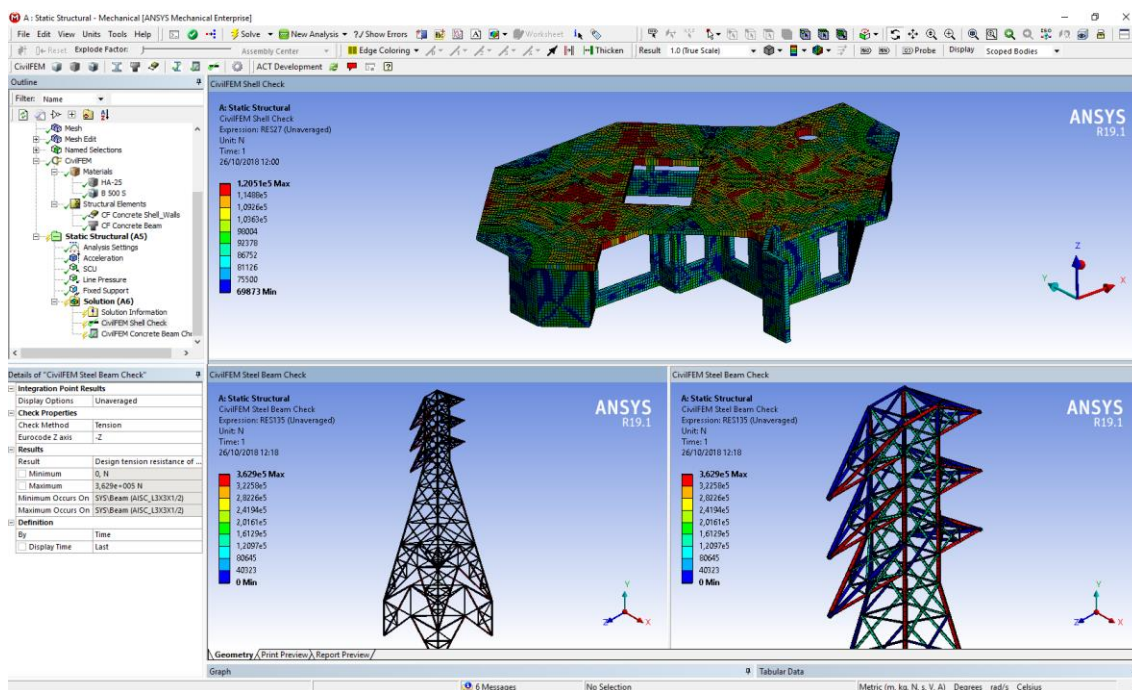 A : Static Structural - Mechanical [ANSYS Mechanical Enterprise]
File Edit View Units Tools Help Solve New Analysis ?/ Show Errors Worksheet
Reset Explode Factor: Assembly Center Edge Coloring Thicken Result 1.0 (True Scale) Probe Display Scoped Bodies
CivilFEM ACT Development
Outline
Filter: Name
Mesh
Mesh Edit
Named Selections
CivilFEM
Materials
HA-25
B 500 S
Structural Elements
CF Concrete Shell_Walls
CF Concrete Beam
Static Structural (A5)
Analysis Settings
Acceleration
SCU
Line Pressure
Fixed Support
Solution (A6)
Solution Information
CivilFEM Shell Check
CivilFEM Concrete Beam Che
Details of "CivilFEM Steel Beam Check"
Integration Point Results
Display Options Unaveraged
Check Properties
Check Method Tension
Eurocode Z axis -Z
Results
Result Design tension resistance of ...
Minimum 0, N
Maximum 3,629e+005 N
Minimum Occurs On SYS\Beam (AISC_L3X3X1/2)
Maximum Occurs On SYS\Beam (AISC_L3X3X1/2)
Definition
By Time
Display Time Last
CivilFEM Shell Check
A: Static Structural
CivilFEM Shell Check
Expression: RES27 (Unaveraged)
Unit: N
Time: 1
26/10/2018 12:00
1,2051e5 Max
1,1488e5
1,0926e5
1,0363e5
98004
92378
86752
81126
75500
69873 Min
ANSYS
R19.1
Z
Y
X
CivilFEM Steel Beam Check
A: Static Structural
CivilFEM Steel Beam Check
Expression: RES135 (Unaveraged)
Unit: N
Time: 1
26/10/2018 12:18
3,629e5 Max
3,2258e5
2,8226e5
2,4194e5
2,0161e5
1,6129e5
1,2097e5
80645
40323
0 Min
ANSYS
R19.1
Y
Z
X
CivilFEM Steel Beam Check
A: Static Structural
CivilFEM Steel Beam Check
Expression: RES135 (Unaveraged)
Unit: N
Time: 1
26/10/2018 12:18
3,629e5 Max
3,2258e5
2,8226e5
2,4194e5
2,0161e5
1,6129e5
1,2097e5
80645
40323
0 Min
ANSYS
R19.1
Y
Z
X
Geometry Print Preview Report Preview
Graph
Tabular Data
6 Messages No Selection Metric (m, kg, N, s, V, A) Degrees rad/s Celsius